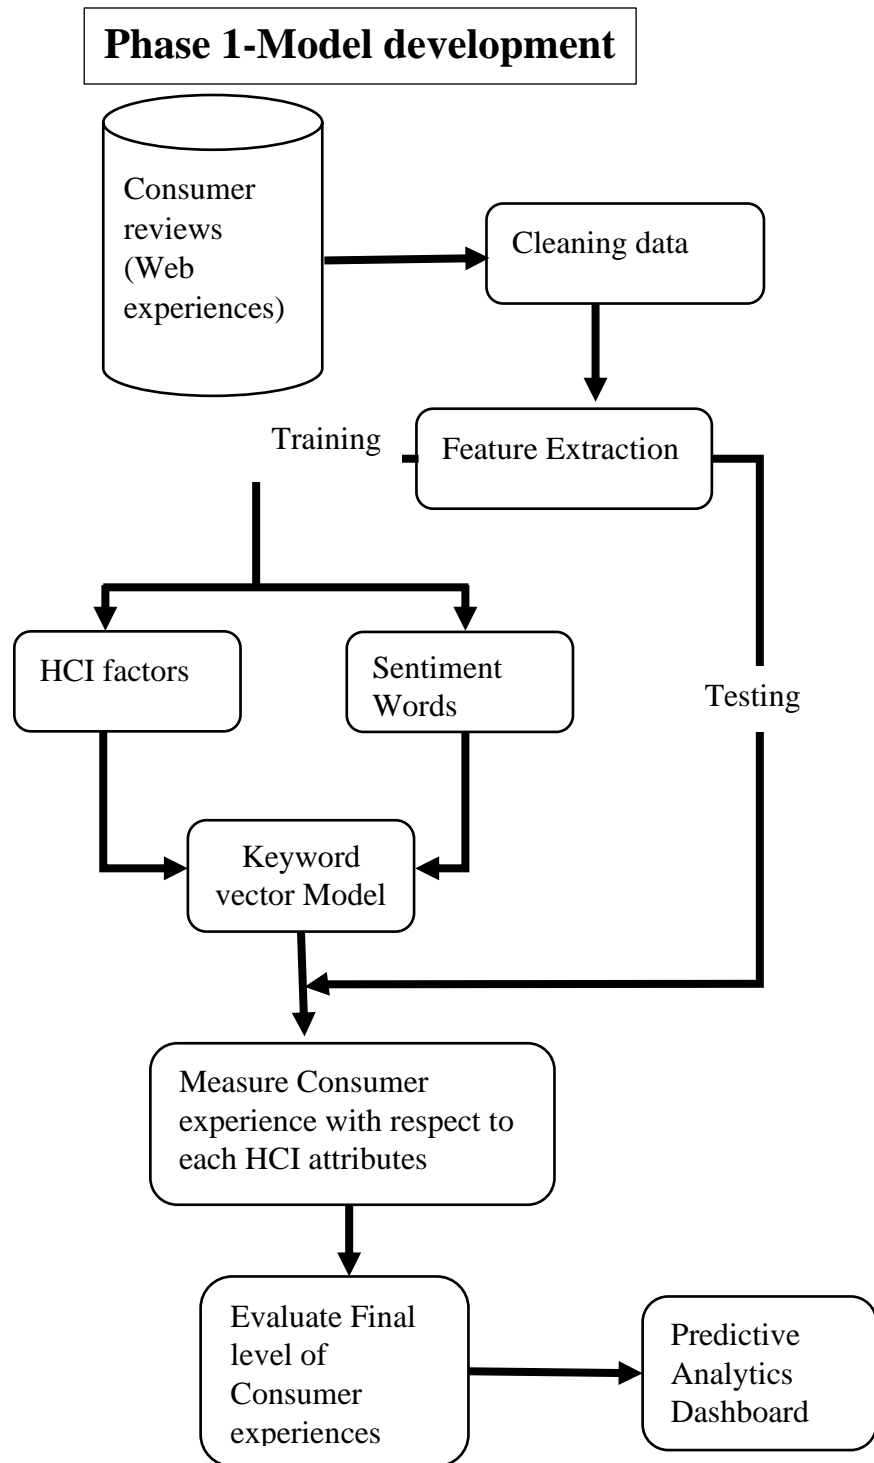 Phase 1-Model development
Consumer
reviews
(Web
experiences)
Cleaning data
Training
Feature Extraction
HCI factors
Sentiment
Words
Testing
Keyword
vector Model
Measure Consumer
experience with respect to
each HCI attributes
Evaluate Final
level of
Consumer
experiences
Predictive
Analytics
Dashboard